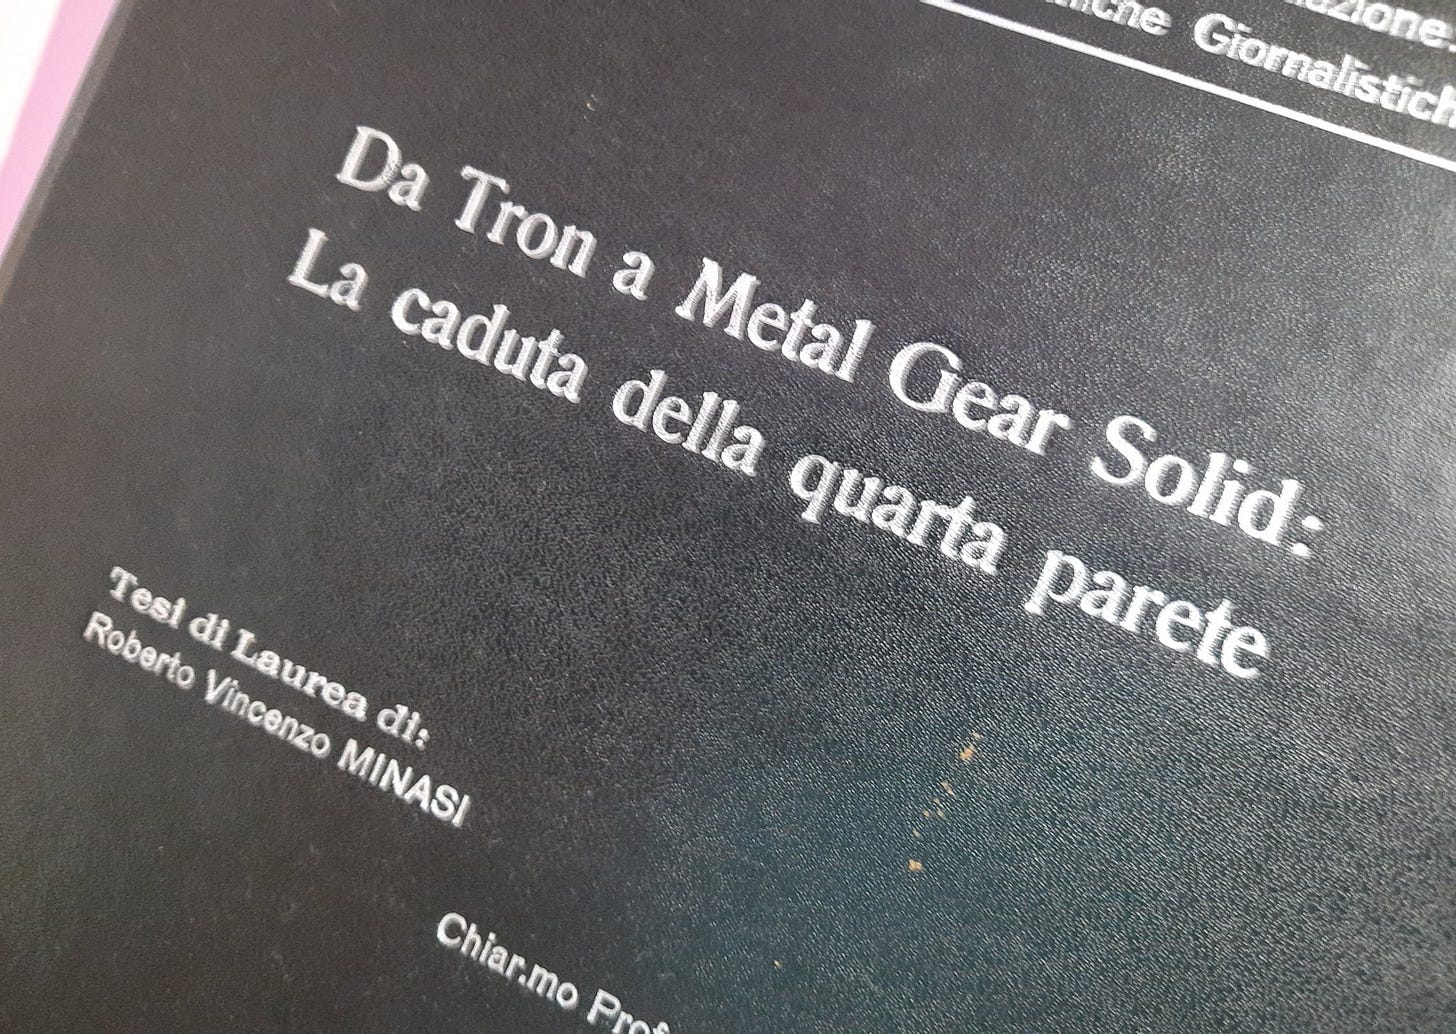 Giornalistich
Da Tron a Metal Gear Solid:
La caduta della quarta parete
Tesi di Laurea di:
Roberto Vincenzo MINASI
Chiar.mo Prof